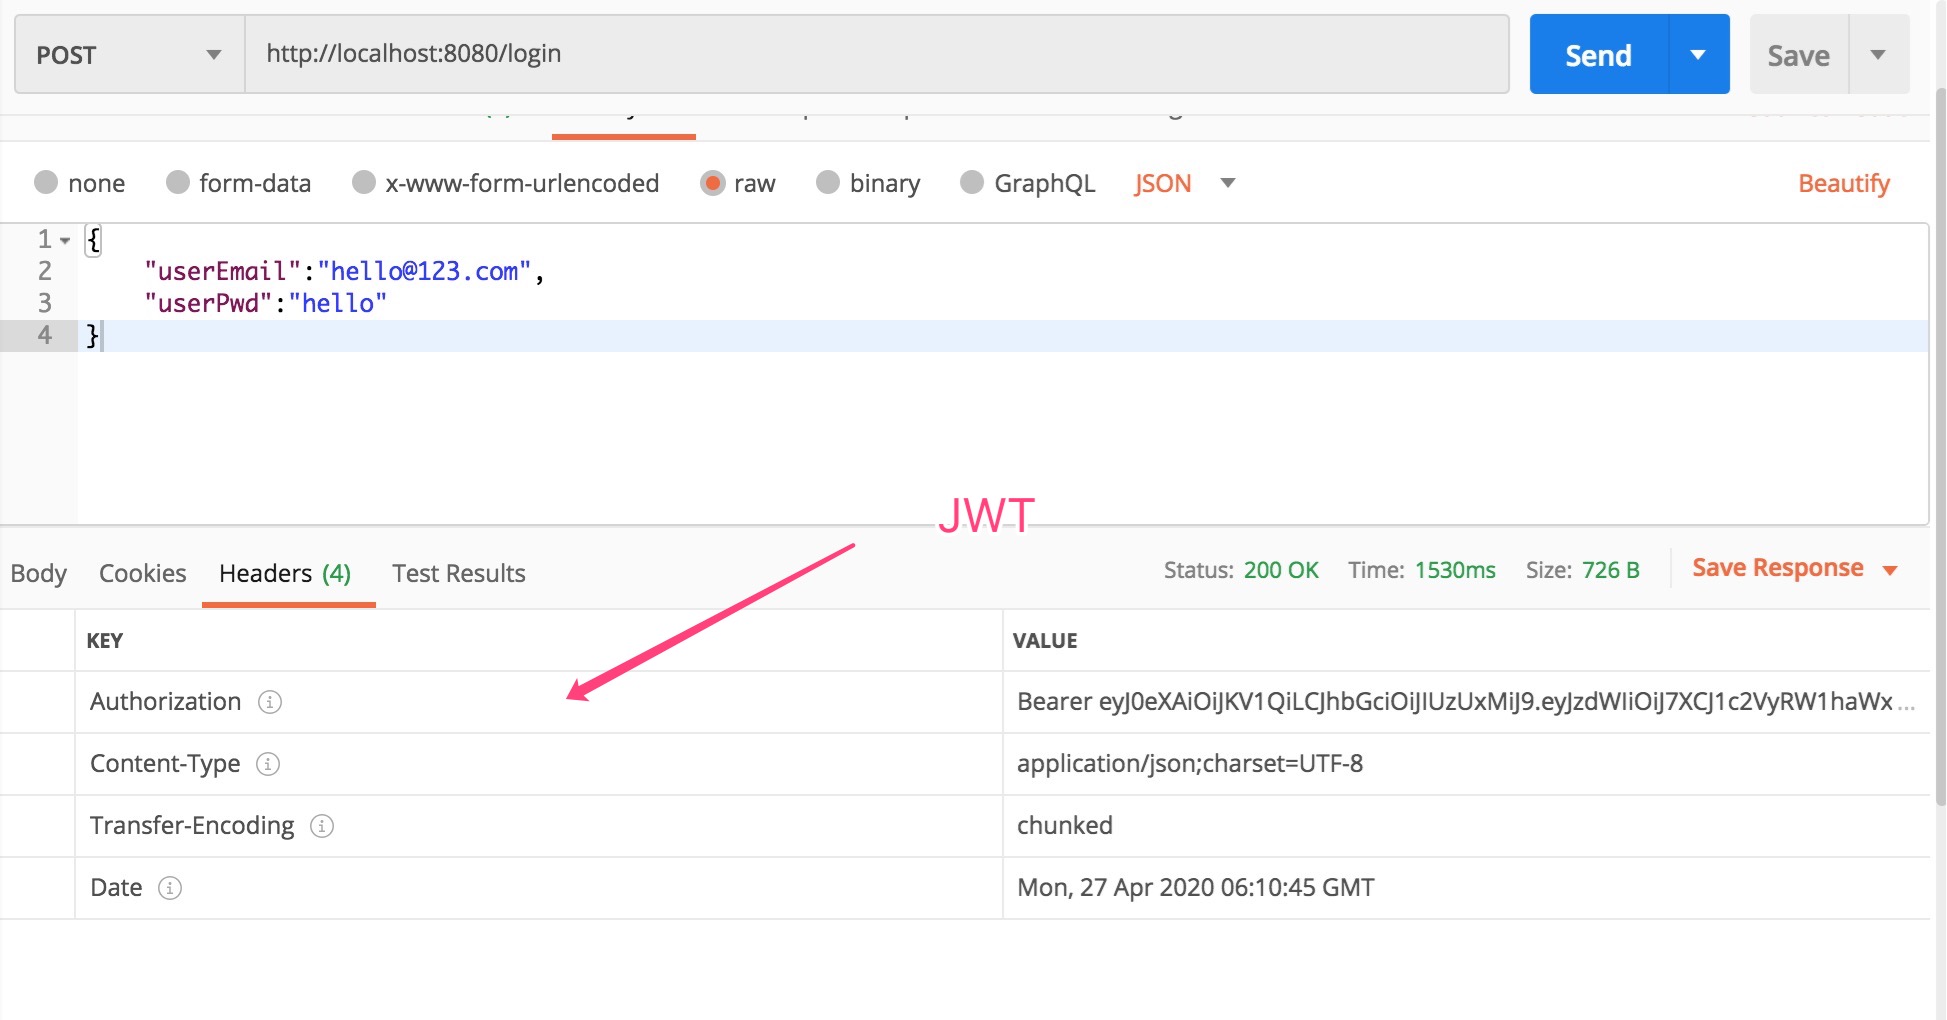 POST http://localhost:8080/login Send Save
none form-data x-www-form-urlencoded raw binary GraphQL JSON Beautify
1 {
2 "userEmail":"hello@123.com",
3 "userPwd":"hello"
4 }
JWT
Body Cookies Headers (4) Test Results Status: 200 OK Time: 1530ms Size: 726 B Save Response
KEY VALUE
Authorization Bearer eyJ0eXAiOiJKV1QiLCJhbGciOiJIUzUxMiJ9.eyJzdWIiOiJ7XCJ1c2VyRW1haWx...
Content-Type application/json;charset=UTF-8
Transfer-Encoding chunked
Date Mon, 27 Apr 2020 06:10:45 GMT